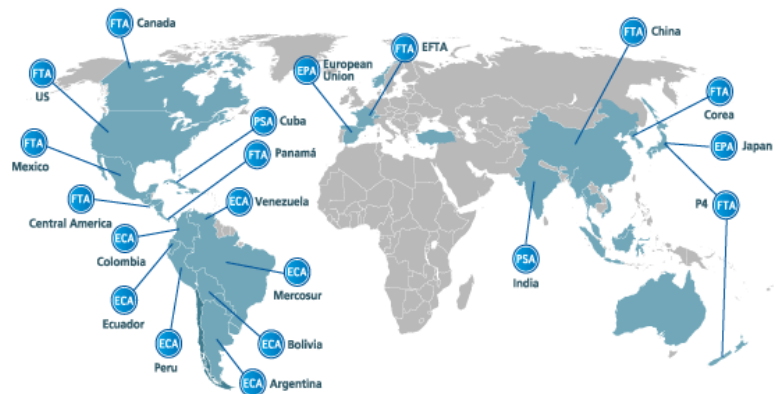 FTA Canada
FTA EFTA
FTA China
EPA European
Union
FTA
US
FTA
Corea
PSA Cuba
FTA
Mexico
EPA Japan
FTA Panamá
FTA
Central America
ECA Venezuela
P4 FTA
ECA
Colombia
PSA
India
ECA
Mercosur
ECA
Ecuador
ECA
Peru
ECA Bolivia
ECA Argentina